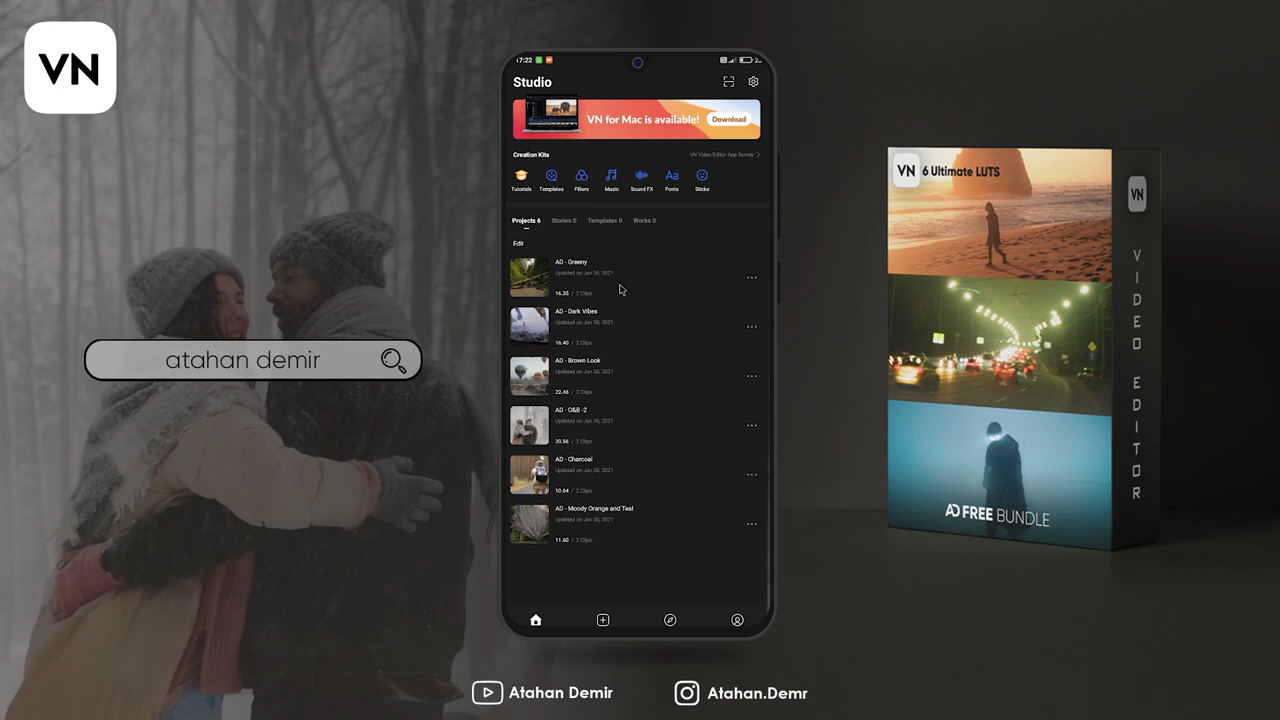 VN
atahan demir
17:22
Studio
VN for Mac is available!
Download
Creation Kits
VN Video Editor App Survey
Tutorials
Templates
Filters
Music
Sound FX
Aa
Fonts
Sticks
Projects 6
Stories 0
Templates 0
Works 0
Edit
AD - Greeny
Updated on Jan 30, 2021
16.35 / 2 Clips
AD - Dark Vibes
Updated on Jan 30, 2021
16.40 / 2 Clips
AD - Brown Look
Updated on Jan 30, 2021
22.46 / 2 Clips
AD - O&B -2
Updated on Jan 30, 2021
20.56 / 2 Clips
AD - Charcoal
Updated on Jan 30, 2021
10.64 / 2 Clips
AD - Moody Orange and Teal
Updated on Jan 30, 2021
11.60 / 2 Clips
VN 6 Ultimate LUTS
AD FREE BUNDLE
VN
VIDEO EDITOR
Atahan Demir
Atahan.Demr